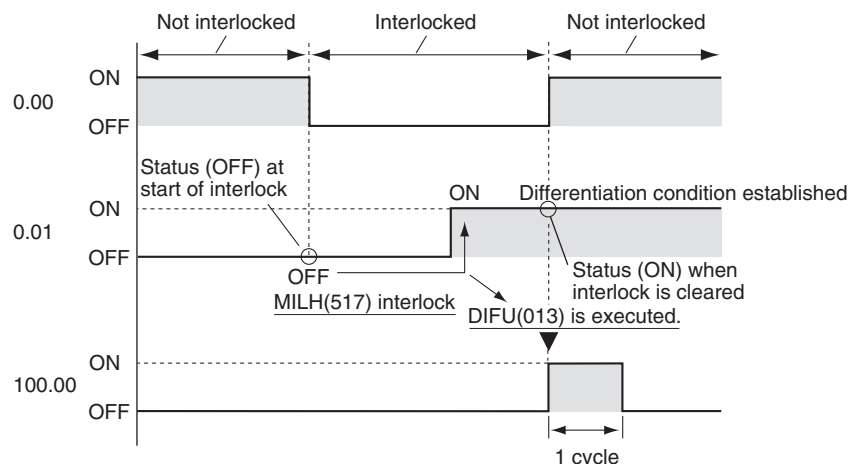 Not interlocked
Interlocked
Not interlocked
ON
0.00
OFF
Status (OFF) at
start of interlock
ON
Differentiation condition established
ON
0.01
OFF
OFF
Status (ON) when
interlock is cleared
MILH(517) interlock
DIFU(013) is executed.
ON
100.00
OFF
1 cycle